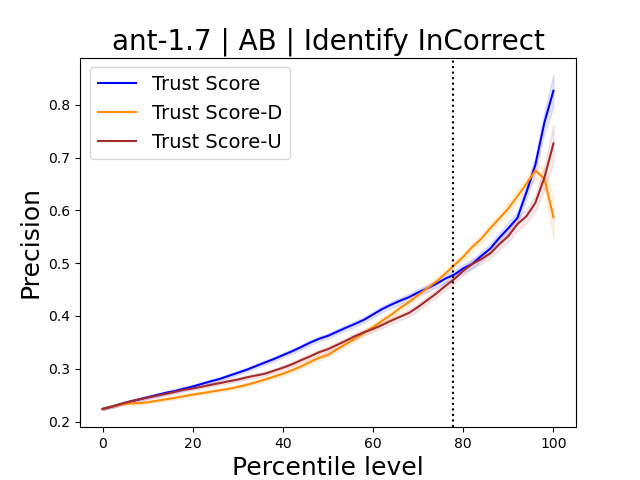 ant-1.7 | AB | Identify InCorrect
Trust Score
Trust Score-D
Trust Score-U
Precision
0.8
0.7
0.6
0.5
0.4
0.3
0.2
0 20 40 60 80 100
Percentile level